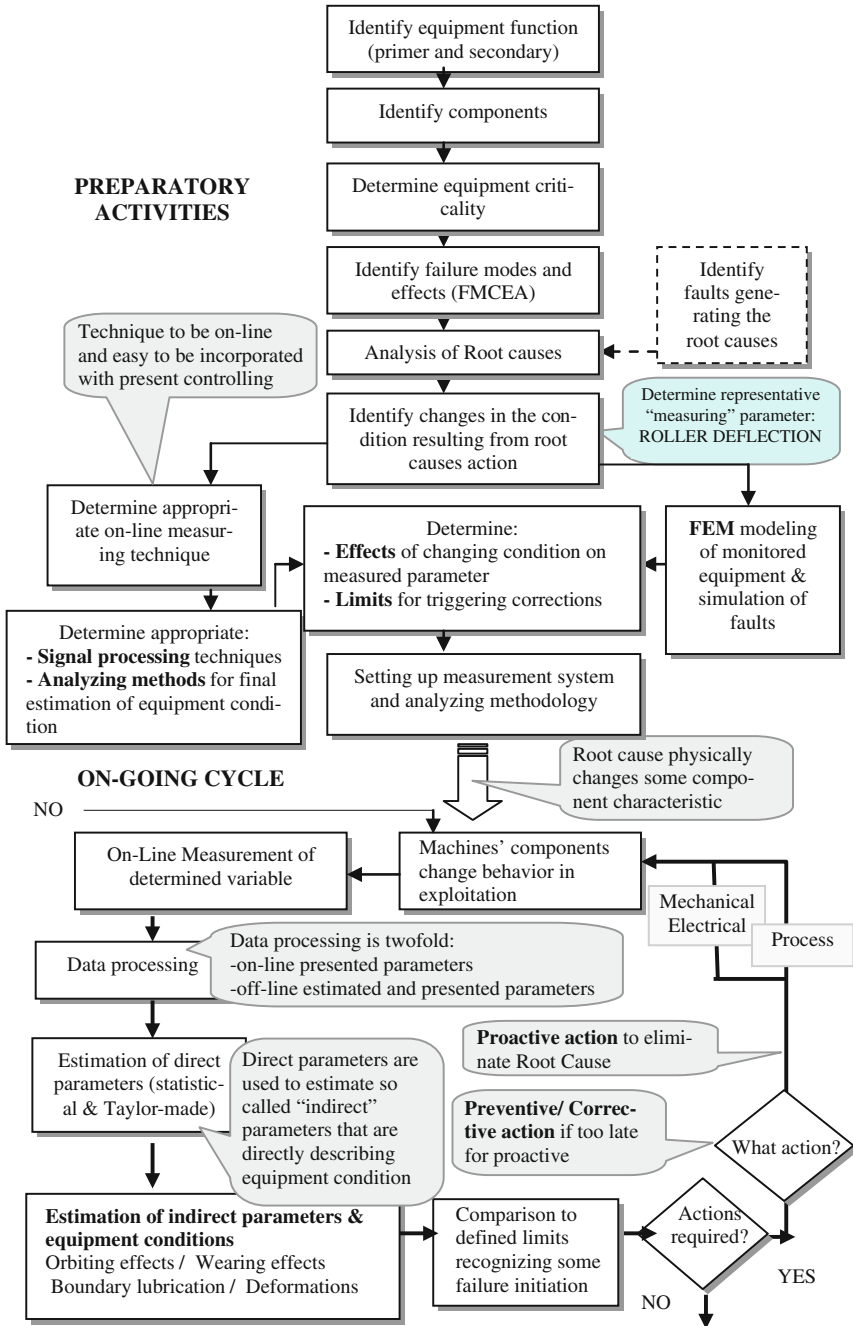 Identify equipment function
(primer and secondary)
Identify components
PREPARATORY
ACTIVITIES
Determine equipment criti-
cality
Identify failure modes and
effects (FMCEA)
Identify
faults gene-
rating the
root causes
Technique to be on-line
and easy to be incorporated
with present controlling
Analysis of Root causes
Identify changes in the con-
dition resulting from root
causes action
Determine representative
“measuring” parameter:
ROLLER DEFLECTION
Determine appropri-
ate on-line measur-
ing technique
Determine:
- Effects of changing condition on
measured parameter
- Limits for triggering corrections
FEM modeling
of monitored
equipment &
simulation of
faults
Determine appropriate:
- Signal processing techniques
- Analyzing methods for final
estimation of equipment condi-
tion
Setting up measurement system
and analyzing methodology
ON-GOING CYCLE
Root cause physically
changes some compo-
nent characteristic
NO
On-Line Measurement of
determined variable
Machines’ components
change behavior in
exploitation
Mechanical
Electrical
Process
Data processing
Data processing is twofold:
-on-line presented parameters
-off-line estimated and presented parameters
Proactive action to elimi-
nate Root Cause
Estimation of direct
parameters (statistic-
al & Taylor-made)
Direct parameters are
used to estimate so
called “indirect”
parameters that are
directly describing
equipment condition
Preventive/ Correc-
tive action if too late
for proactive
What action?
Estimation of indirect parameters &
equipment conditions
Orbiting effects / Wearing effects
Boundary lubrication / Deformations
Comparison to
defined limits
recognizing some
failure initiation
Actions
required?
YES
NO